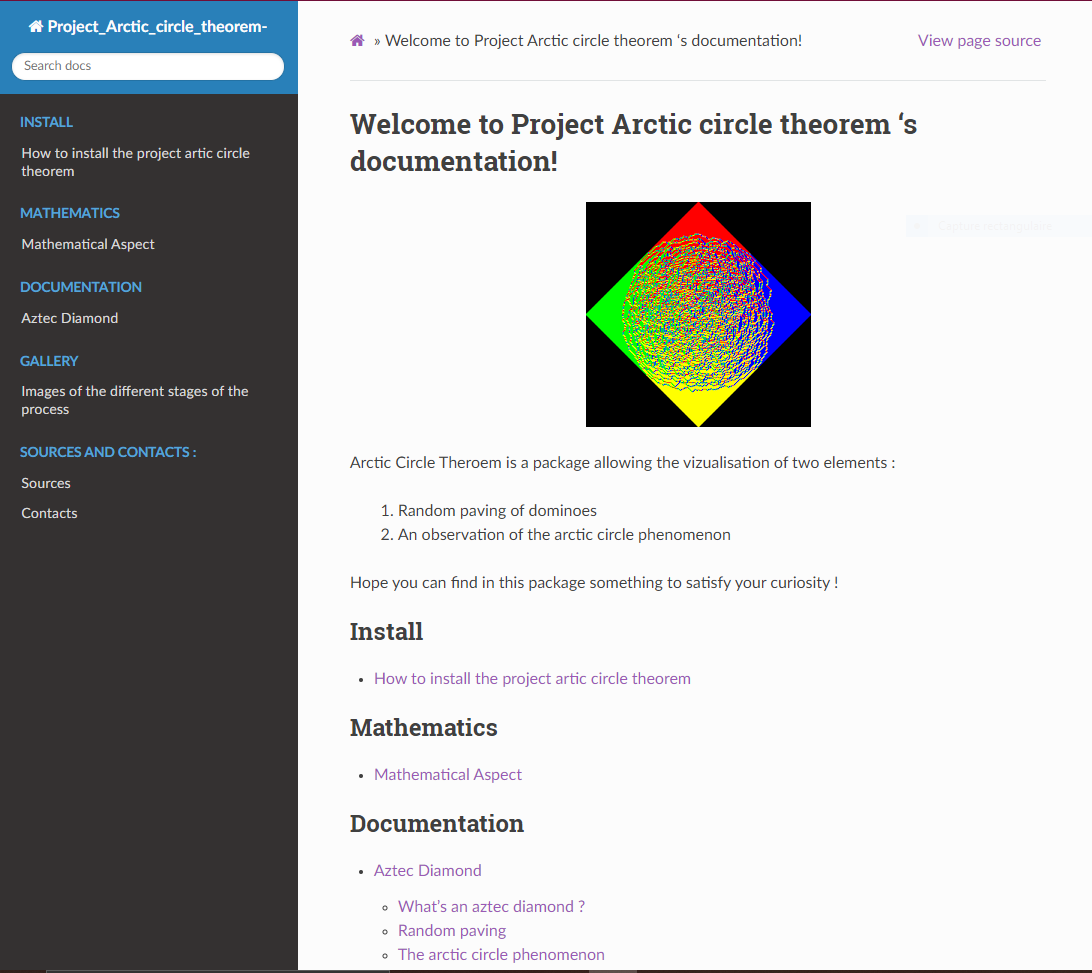 Project_Arctic_circle_theorem-
Search docs
INSTALL
How to install the project artic circle
theorem
MATHEMATICS
Mathematical Aspect
DOCUMENTATION
Aztec Diamond
GALLERY
Images of the different stages of the
process
SOURCES AND CONTACTS :
Sources
Contacts
» Welcome to Project Arctic circle theorem ‘s documentation!
View page source
Welcome to Project Arctic circle theorem ‘s
documentation!
Capture rectangulaire
Arctic Circle Theroem is a package allowing the vizualisation of two elements :
1. Random paving of dominoes
2. An observation of the arctic circle phenomenon
Hope you can find in this package something to satisfy your curiosity !
Install
• How to install the project artic circle theorem
Mathematics
• Mathematical Aspect
Documentation
• Aztec Diamond
◦ What’s an aztec diamond ?
◦ Random paving
◦ The arctic circle phenomenon